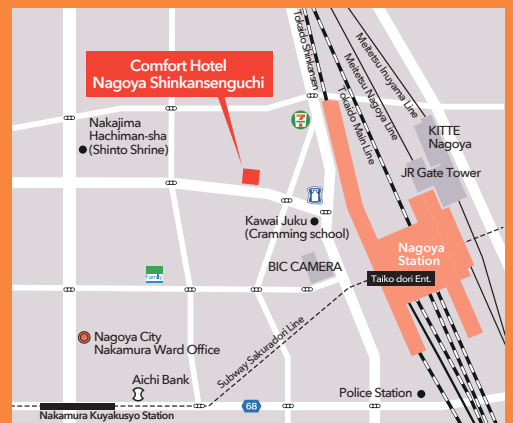 Comfort Hotel
Nagoya Shinkansenguchi
Tokaido Shinkansen
Tokaido Main Line
Meitetsu Nagoya Line
Meitetsu Inuyama Line
Nakajima
Hachiman-sha
(Shinto Shrine)
7
KITTE
Nagoya
JR Gate Tower
Kawai Juku
(Cramming school)
Nagoya
Station
Taiko dori Ent.
BIC CAMERA
Family
Nagoya City
Nakamura Ward Office
Subway Sakuradori Line
Aichi Bank
Police Station
68
Nakamura Kuyakusyo Station